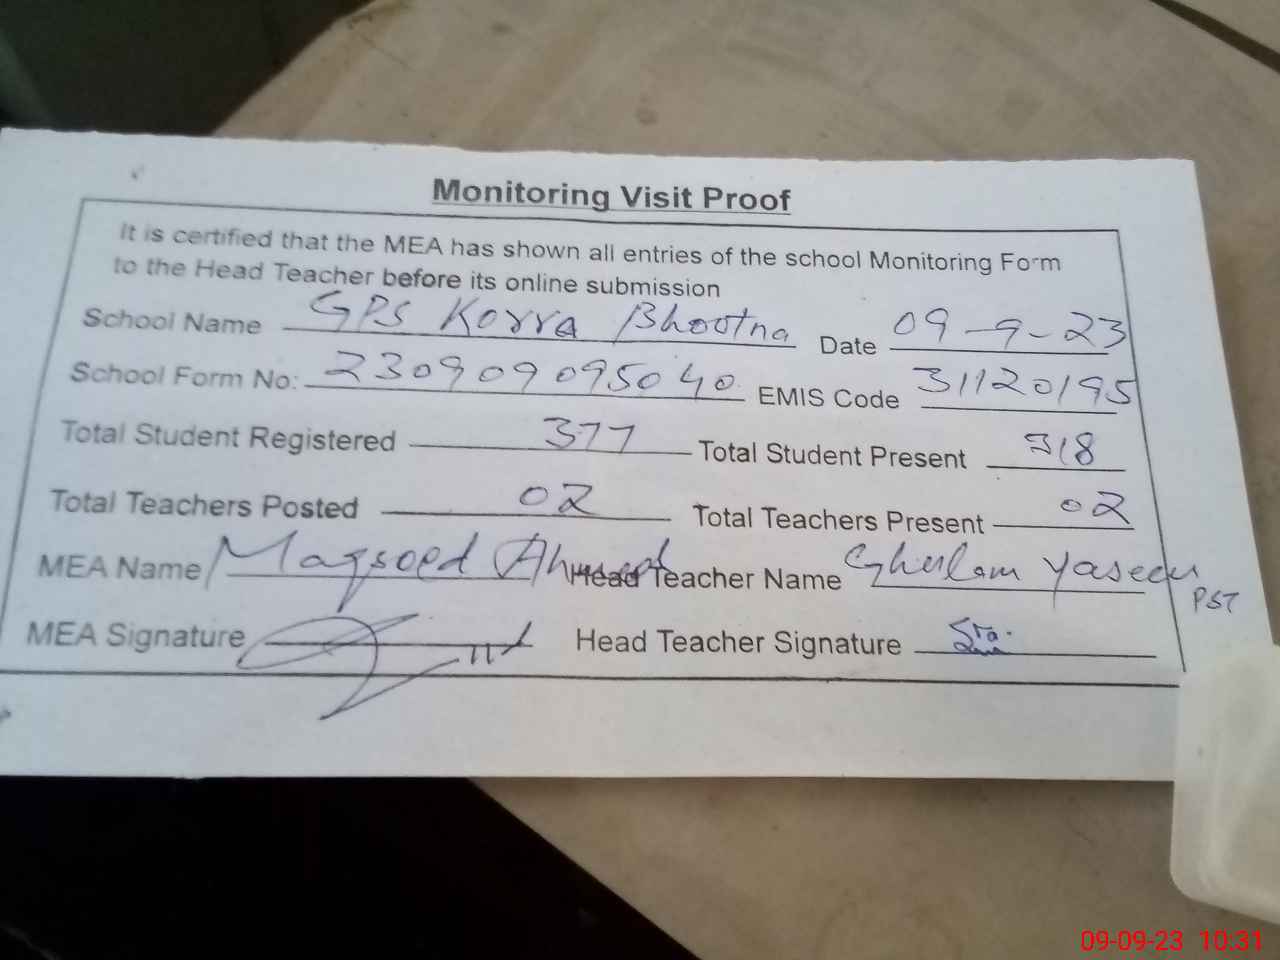 Monitoring Visit Proof
It is certified that the MEA has shown all entries of the school Monitoring Form
to the Head Teacher before its online submission
School Name GPS Korra Bhootna Date 09-9-23
School Form No: 230909095040 EMIS Code 31120195
Total Student Registered 377 Total Student Present 318
Total Teachers Posted 02 Total Teachers Present 02
MEA Name Maqsoed Ahmed Head Teacher Name Ghulam Yaseen
PST
MEA Signature Head Teacher Signature
09-09-23 10:31